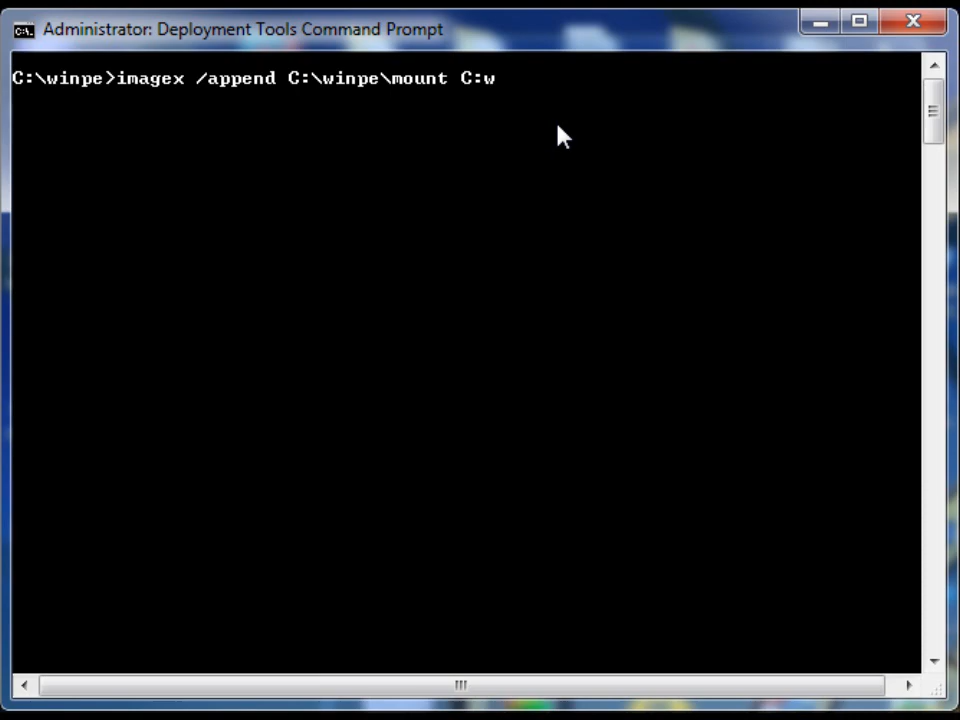 Administrator: Deployment Tools Command Prompt
C:\winpe>imagex /append C:\winpe\mount C:w